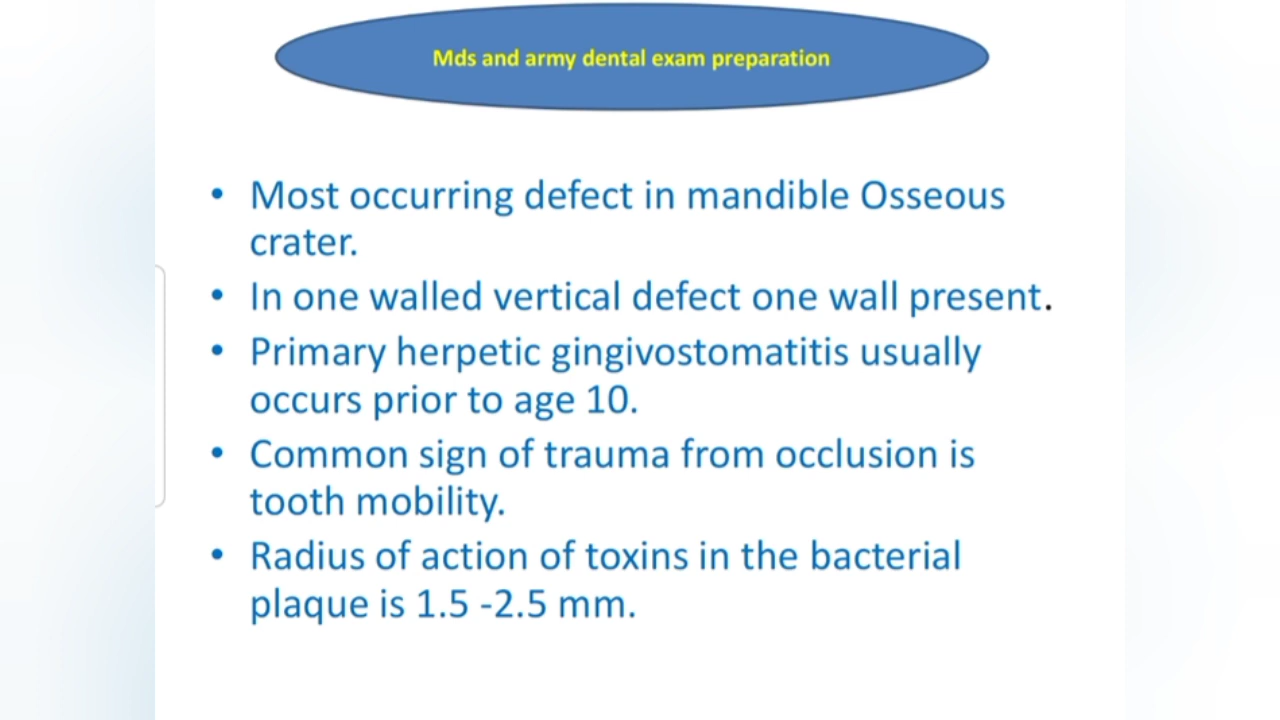 Mds and army dental exam preparation
• Most occurring defect in mandible Osseous
crater.
• In one walled vertical defect one wall present.
• Primary herpetic gingivostomatitis usually
occurs prior to age 10.
• Common sign of trauma from occlusion is
tooth mobility.
• Radius of action of toxins in the bacterial
plaque is 1.5 -2.5 mm.